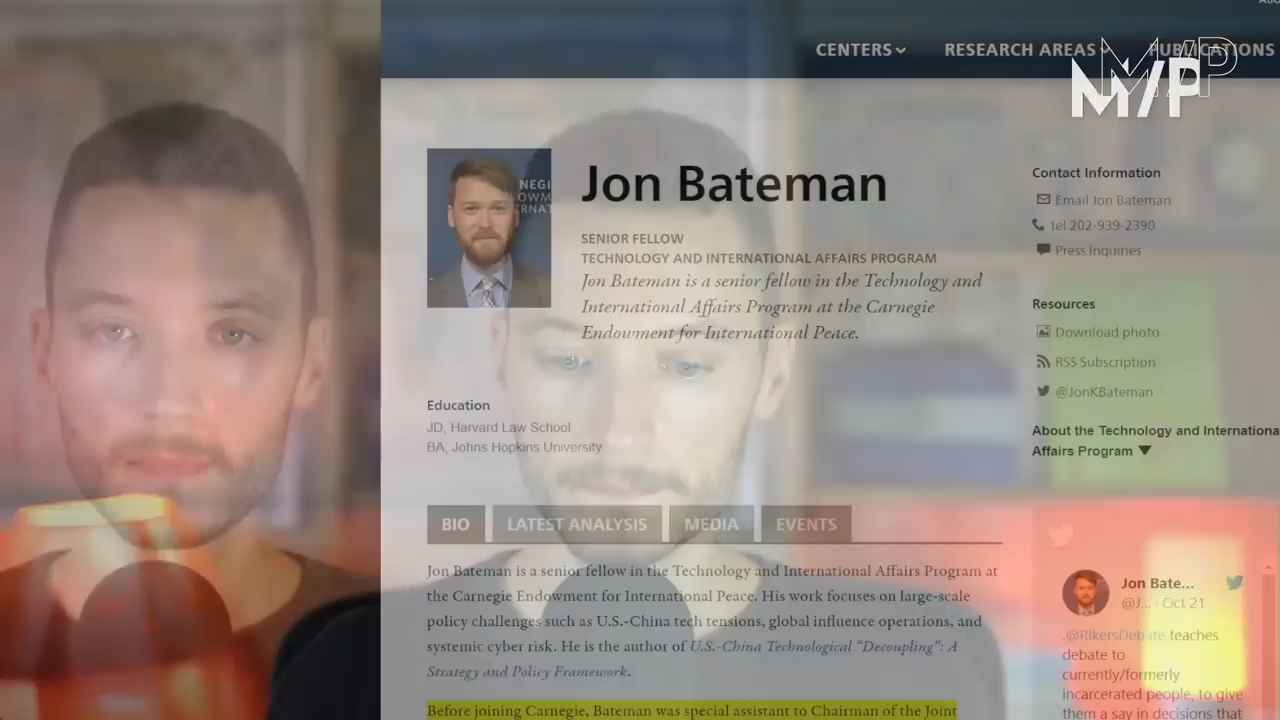 CENTERS
RESEARCH AREAS
PUBLICATIONS
M/P
NEGI
OWM
RNAT
Jon Bateman
SENIOR FELLOW
TECHNOLOGY AND INTERNATIONAL AFFAIRS PROGRAM
Jon Bateman is a senior fellow in the Technology and
International Affairs Program at the Carnegie
Endowment for International Peace.
Contact Information
Email Jon Bateman
tel 202-939-2390
Press Inquiries
Resources
Download photo
RSS Subscription
@JonKBateman
About the Technology and Internationa
Affairs Program
Education
JD, Harvard Law School
BA, Johns Hopkins University
BIO
LATEST ANALYSIS
MEDIA
EVENTS
Jon Bateman is a senior fellow in the Technology and International Affairs Program at
the Carnegie Endowment for International Peace. His work focuses on large-scale
policy challenges such as U.S.-China tech tensions, global influence operations, and
systemic cyber risk. He is the author of U.S.-China Technological “Decoupling”: A
Strategy and Policy Framework.
Before joining Carnegie, Bateman was special assistant to Chairman of the Joint
Jon Bate...
@J... · Oct 21
.@RikersDebate teaches
debate to
currently/formerly
incarcerated people, to give
them a say in decisions that